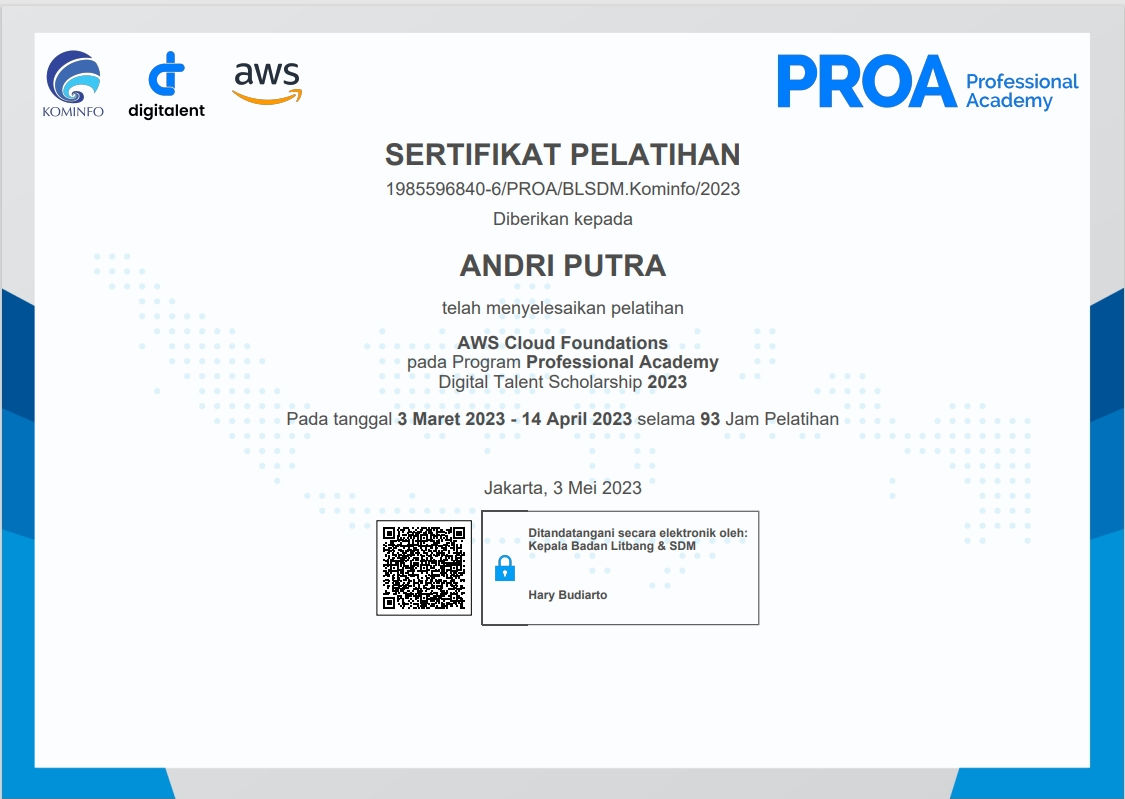 KOMINFO
digitalent
aws
PROA Professional
Academy
SERTIFIKAT PELATIHAN
1985596840-6/PROA/BLSDM.Kominfo/2023
Diberikan kepada
ANDRI PUTRA
telah menyelesaikan pelatihan
AWS Cloud Foundations
pada Program Professional Academy
Digital Talent Scholarship 2023
Pada tanggal 3 Maret 2023 - 14 April 2023 selama 93 Jam Pelatihan
Jakarta, 3 Mei 2023
Ditandatangani secara elektronik oleh:
Kepala Badan Litbang & SDM
Hary Budiarto